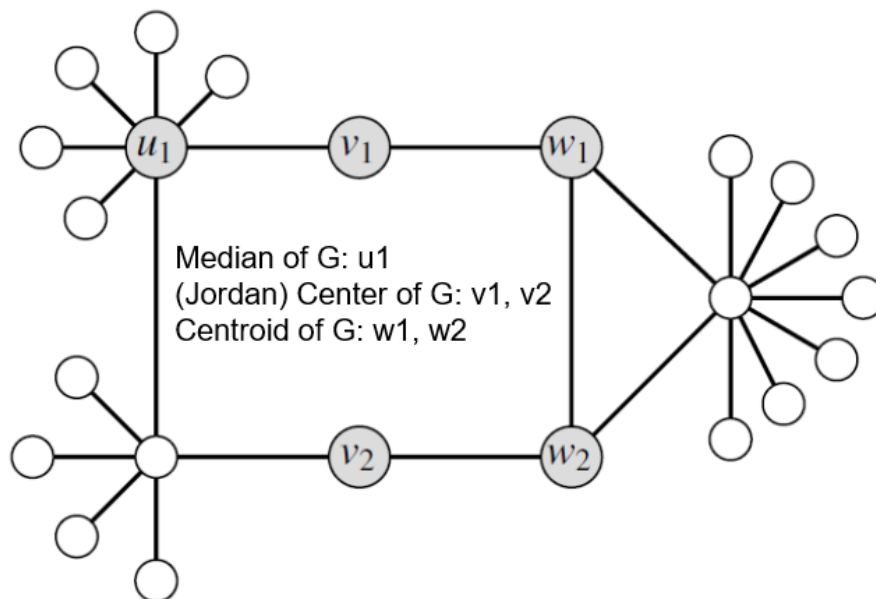 u1
v1
w1
Median of G: u1
(Jordan) Center of G: v1, v2
Centroid of G: w1, w2
v2
w2